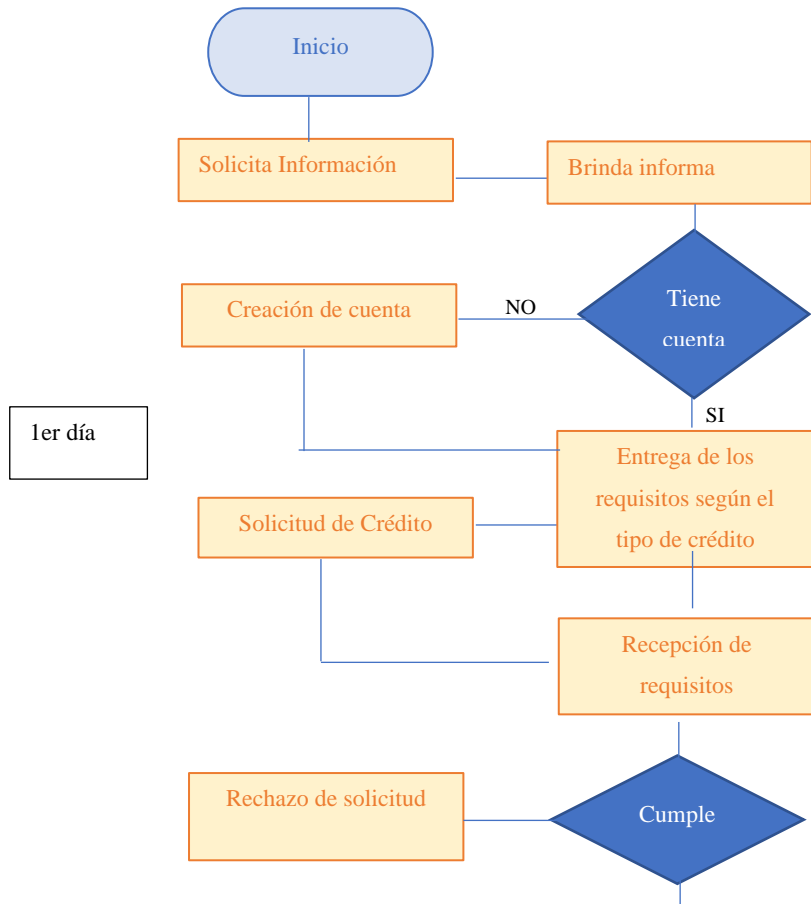 Inicio
Solicita Información
Brinda informa
Tiene
cuenta
NO
Creación de cuenta
SI
1er día
Entrega de los
requisitos según el
tipo de crédito
Solicitud de Crédito
Recepción de
requisitos
Rechazo de solicitud
Cumple